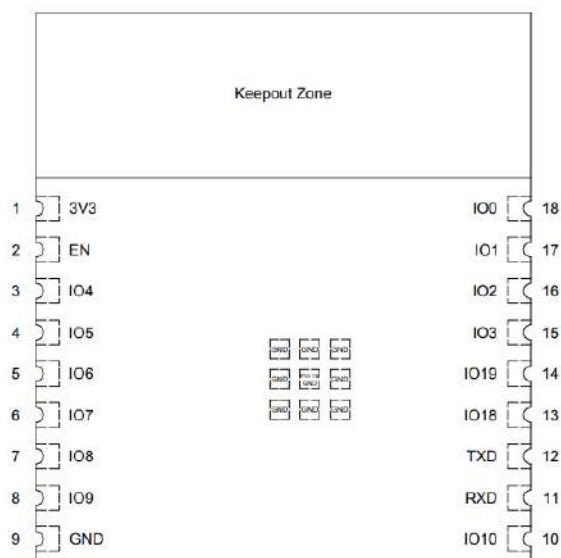 Keepout Zone
1 3V3 IO0 18
2 EN IO1 17
3 IO4 IO2 16
4 IO5 IO3 15
GND GND GND
5 IO6 GND GND GND IO19 14
6 IO7 GND GND GND IO18 13
7 IO8 TXD 12
8 IO9 RXD 11
9 GND IO10 10